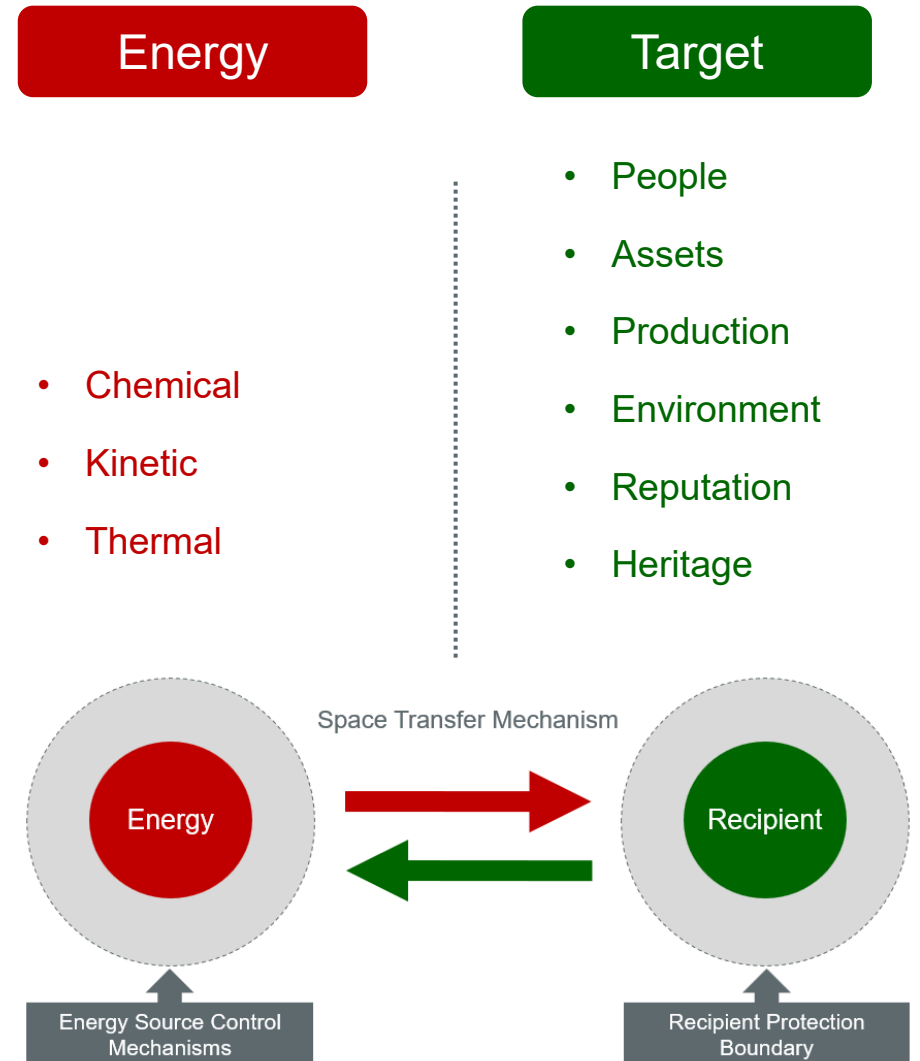 Energy
Target
• People
• Assets
• Production
• Environment
• Reputation
• Heritage
• Chemical
• Kinetic
• Thermal
Space Transfer Mechanism
Energy
Recipient
Energy Source Control
Mechanisms
Recipient Protection
Boundary